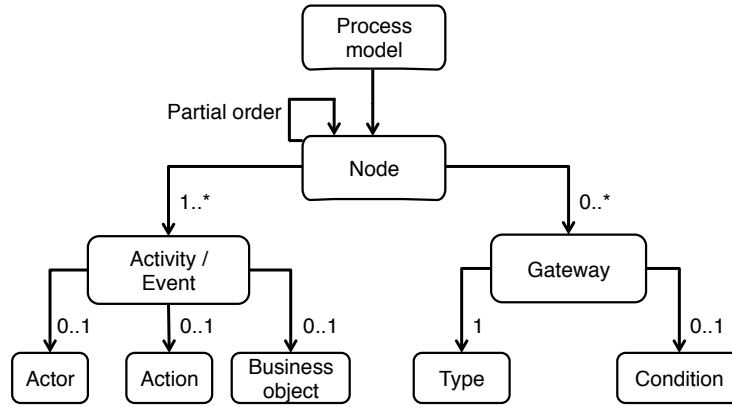 Process
model
Partial order
Node
1..*
0..*
Activity /
Event
Gateway
0..1
0..1
0..1
1
0..1
Actor
Action
Business
object
Type
Condition